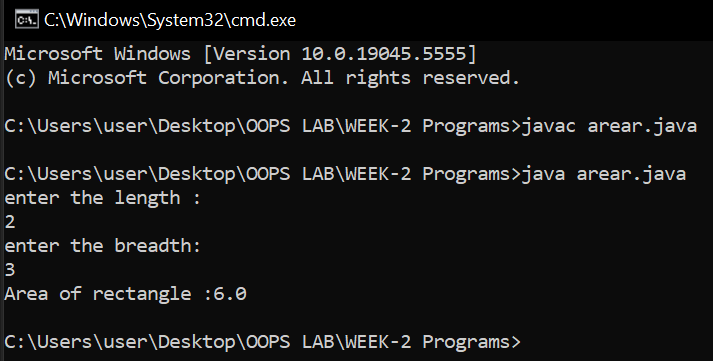 C:\Windows\System32\cmd.exe
Microsoft Windows [Version 10.0.19045.5555]
(c) Microsoft Corporation. All rights reserved.
C:\Users\user\Desktop\OOPS LAB\WEEK-2 Programs>javac arear.java
C:\Users\user\Desktop\OOPS LAB\WEEK-2 Programs>java arear.java
enter the length :
2
enter the breadth:
3
Area of rectangle :6.0
C:\Users\user\Desktop\OOPS LAB\WEEK-2 Programs>